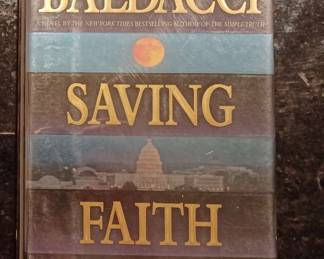 BALDACCI
A NOVEL BY THE NEW YORK TIMES BESTSELLING AUTHOR OF THE SIMPLE TRUTH
SAVING
FAITH